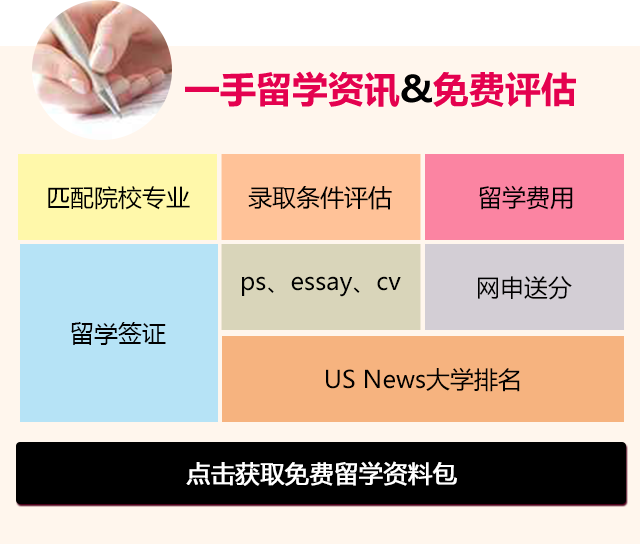 一手留学资讯&免费评估
匹配院校专业
录取条件评估
留学费用
留学签证
ps、essay、cv
网申送分
US News大学排名
点击获取免费留学资料包